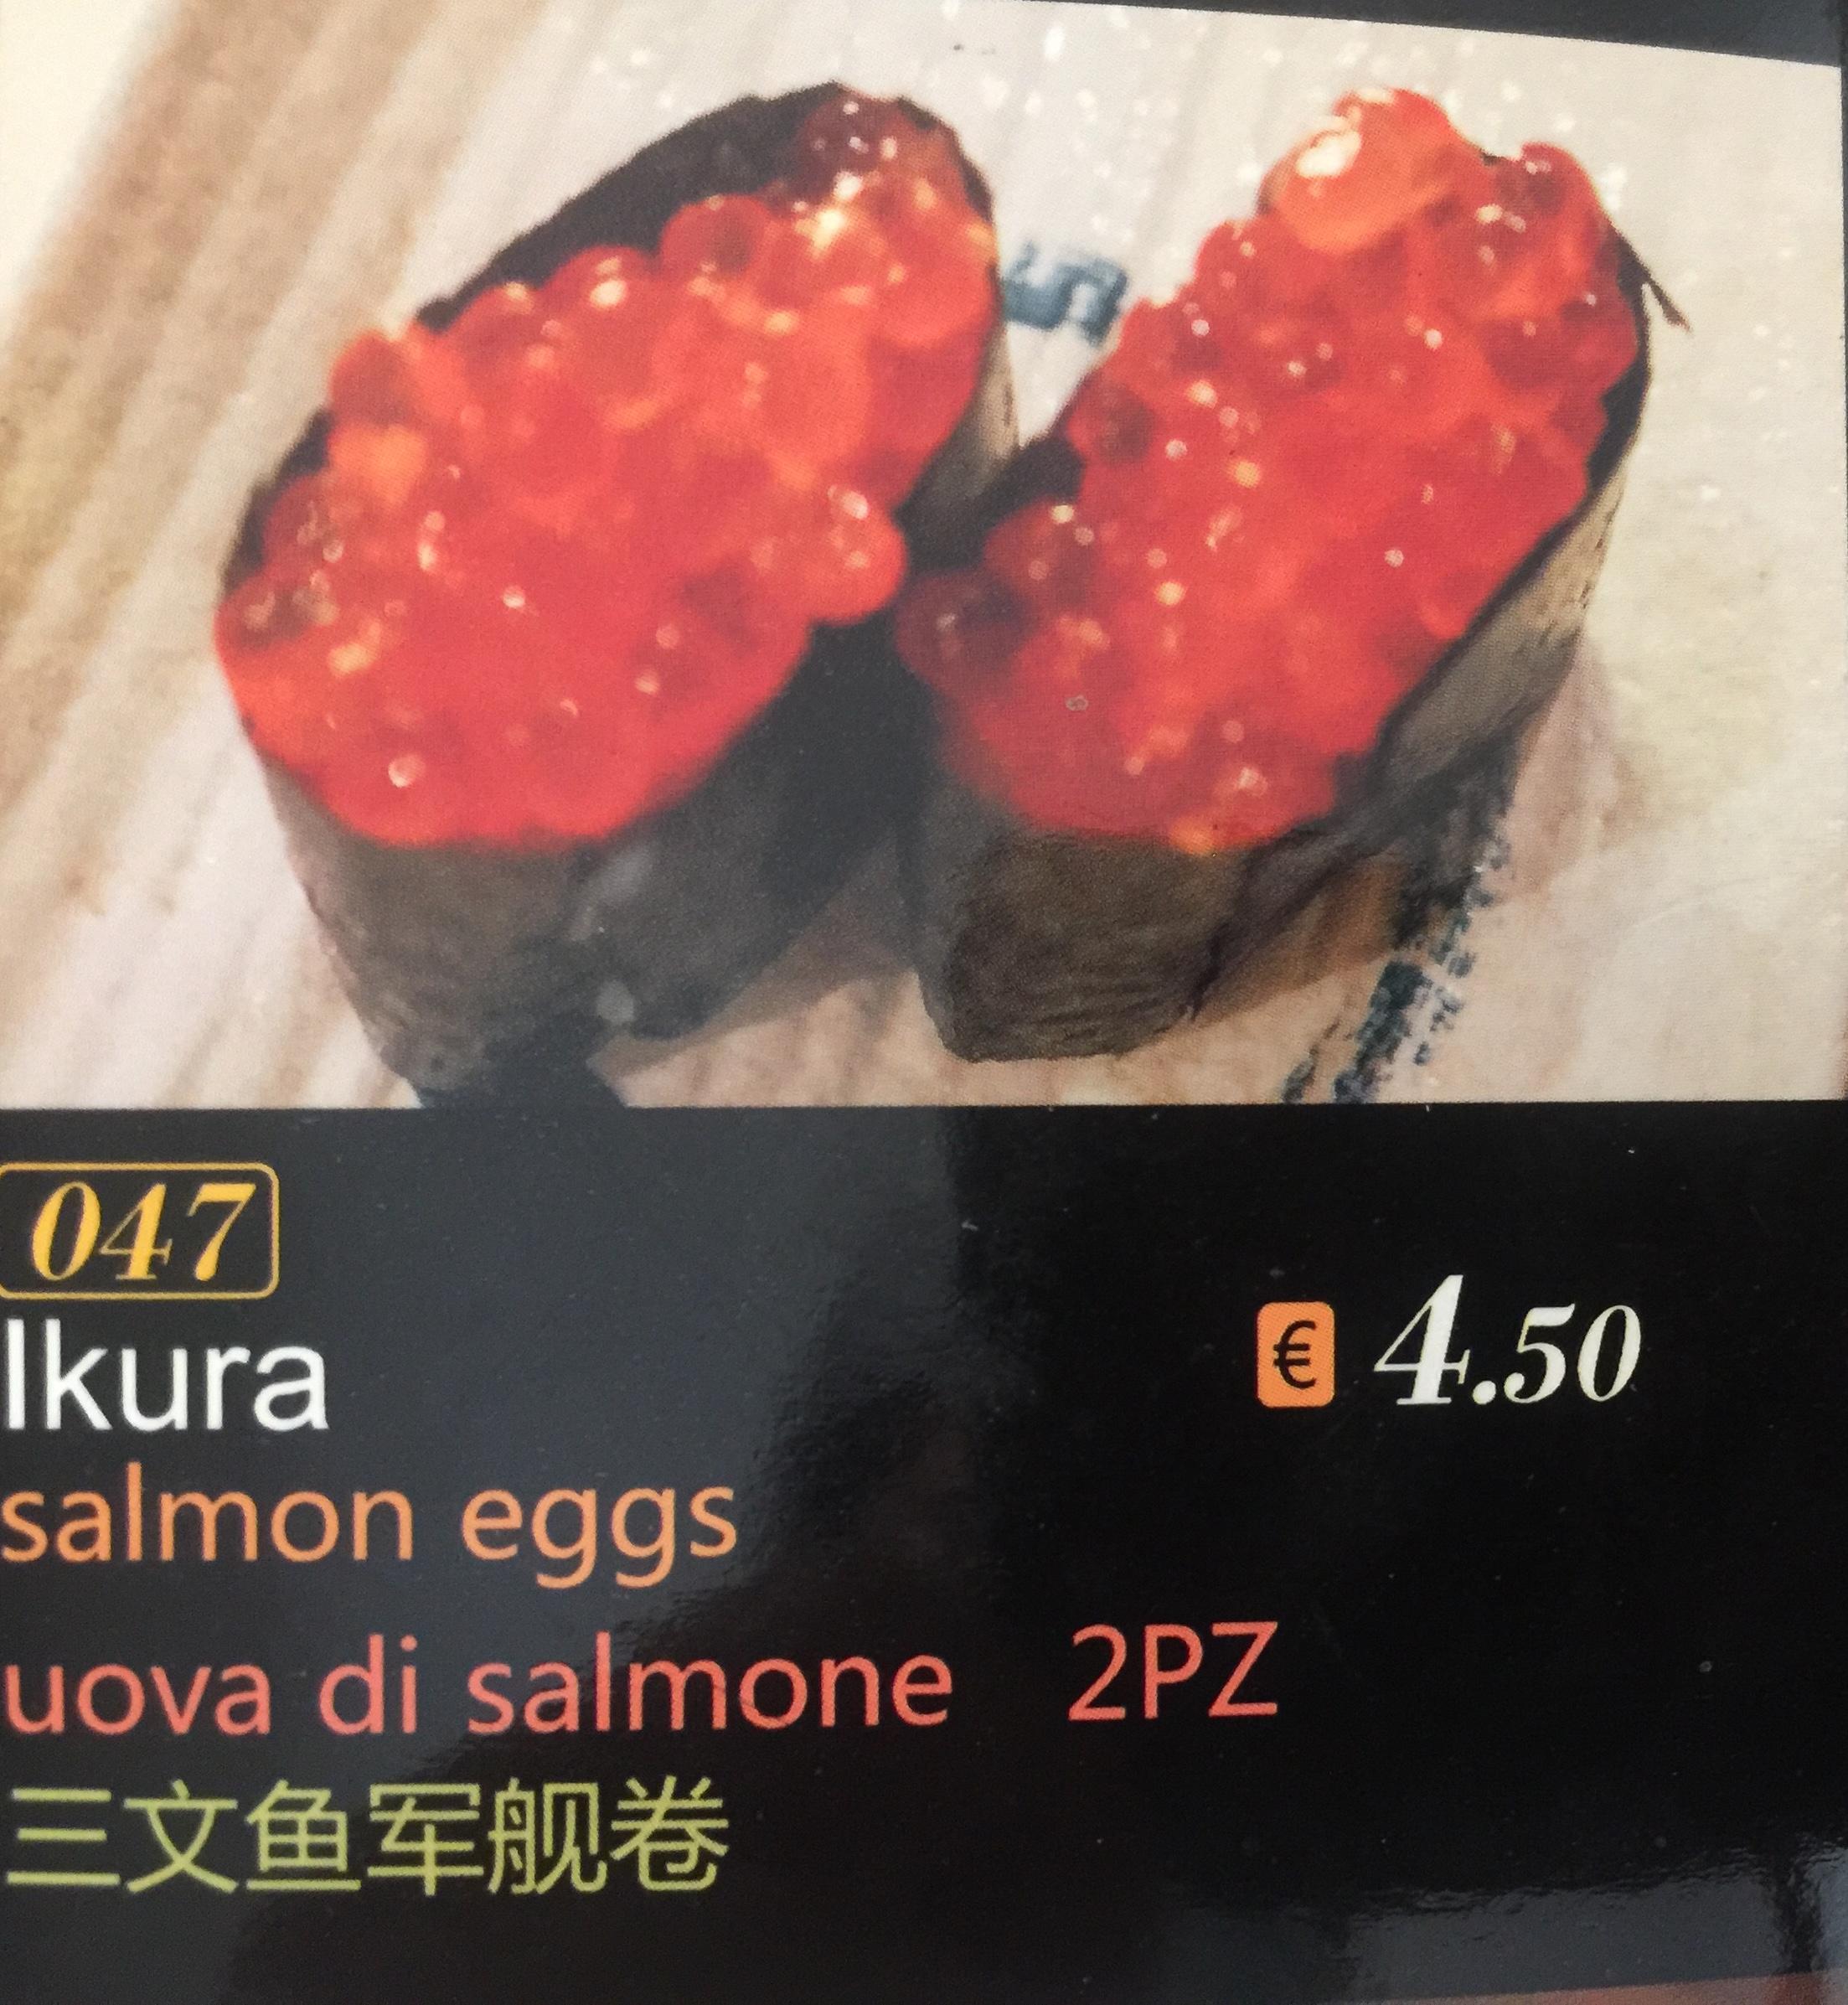 047
Ikura
€ 4.50
salmon eggs
uova di salmone 2PZ
三文鱼军舰卷